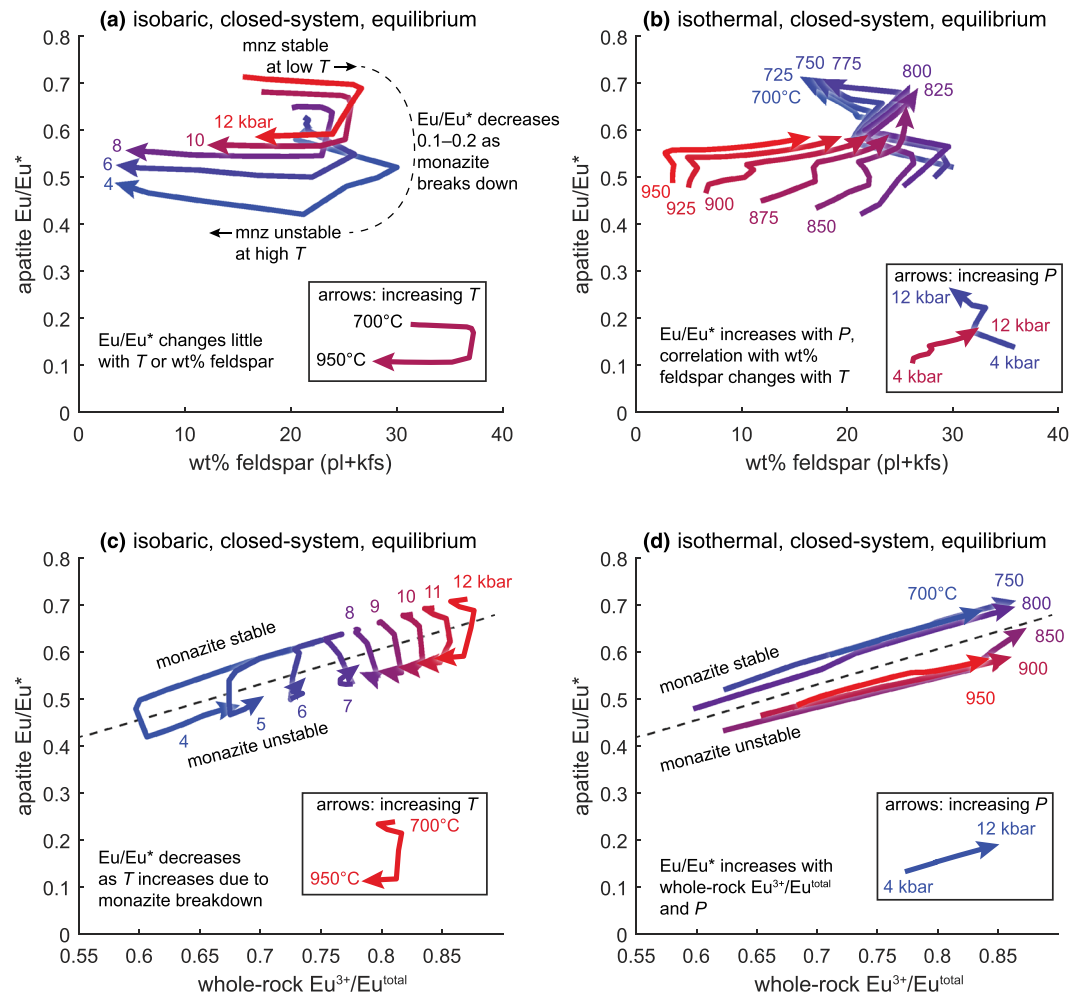 (a) isobaric, closed-system, equilibrium
apatite Eu/Eu*
0.8
0.7
0.6
0.5
0.4
0.3
0.2
0.1
0
mnz stable
at low T →
12 kbar
10
8
6
4
Eu/Eu* decreases
0.1–0.2 as
monazite
breaks down
← mnz unstable
at high T
Eu/Eu* changes little
with T or wt% feldspar
arrows: increasing T
700°C
950°C
0
10
20
30
40
wt% feldspar (pl+kfs)
(b) isothermal, closed-system, equilibrium
apatite Eu/Eu*
0.8
0.7
0.6
0.5
0.4
0.3
0.2
0.1
0
750
775
725
700°C
800
825
950
925
900
875
850
Eu/Eu* increases with P,
correlation with wt%
feldspar changes with T
arrows: increasing P
12 kbar
12 kbar
4 kbar
4 kbar
0
10
20
30
40
wt% feldspar (pl+kfs)
(c) isobaric, closed-system, equilibrium
apatite Eu/Eu*
0.8
0.7
0.6
0.5
0.4
0.3
0.2
0.1
0
monazite stable
8
9
10
11
12 kbar
4
5
6
7
monazite unstable
Eu/Eu* decreases
as T increases due to
monazite breakdown
arrows: increasing T
700°C
950°C
0.55
0.6
0.65
0.7
0.75
0.8
0.85
whole-rock Eu³⁺/Euᵗᵒᵗᵃˡ
(d) isothermal, closed-system, equilibrium
apatite Eu/Eu*
0.8
0.7
0.6
0.5
0.4
0.3
0.2
0.1
0
700°C
750
800
850
900
950
monazite stable
monazite unstable
Eu/Eu* increases with
whole-rock Eu³⁺/Euᵗᵒᵗᵃˡ
and P
arrows: increasing P
12 kbar
4 kbar
0.55
0.6
0.65
0.7
0.75
0.8
0.85
whole-rock Eu³⁺/Euᵗᵒᵗᵃˡ